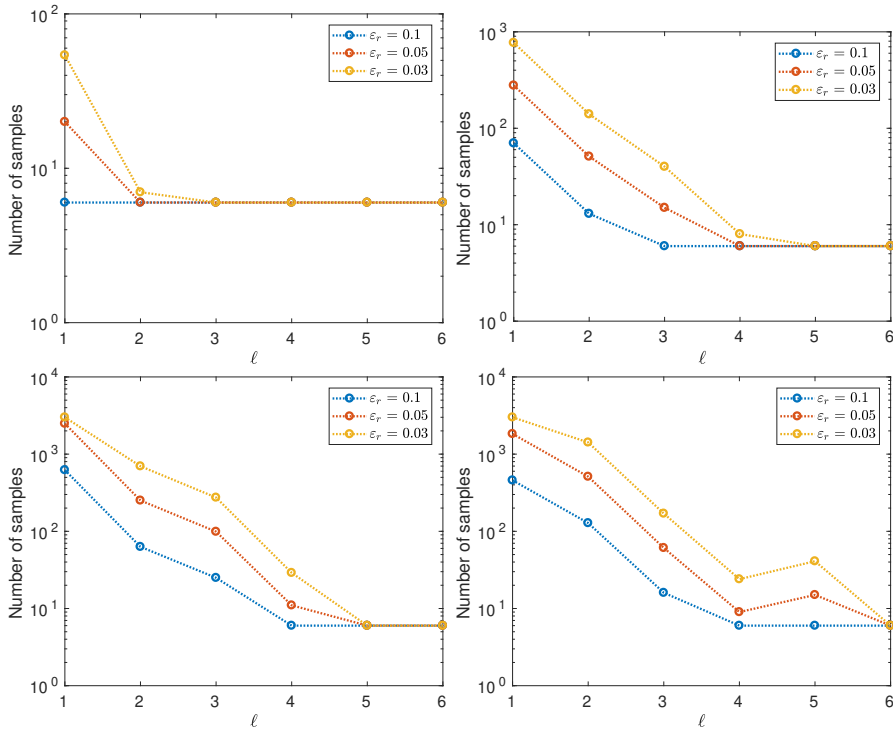 10^2
ε_r = 0.1
ε_r = 0.05
ε_r = 0.03
10^1
10^0
Number of samples
1 2 3 4 5 6
ℓ
10^3
ε_r = 0.1
ε_r = 0.05
ε_r = 0.03
10^2
10^1
10^0
Number of samples
1 2 3 4 5 6
ℓ
10^4
ε_r = 0.1
ε_r = 0.05
ε_r = 0.03
10^3
10^2
10^1
10^0
Number of samples
1 2 3 4 5 6
ℓ
10^4
ε_r = 0.1
ε_r = 0.05
ε_r = 0.03
10^3
10^2
10^1
10^0
Number of samples
1 2 3 4 5 6
ℓ